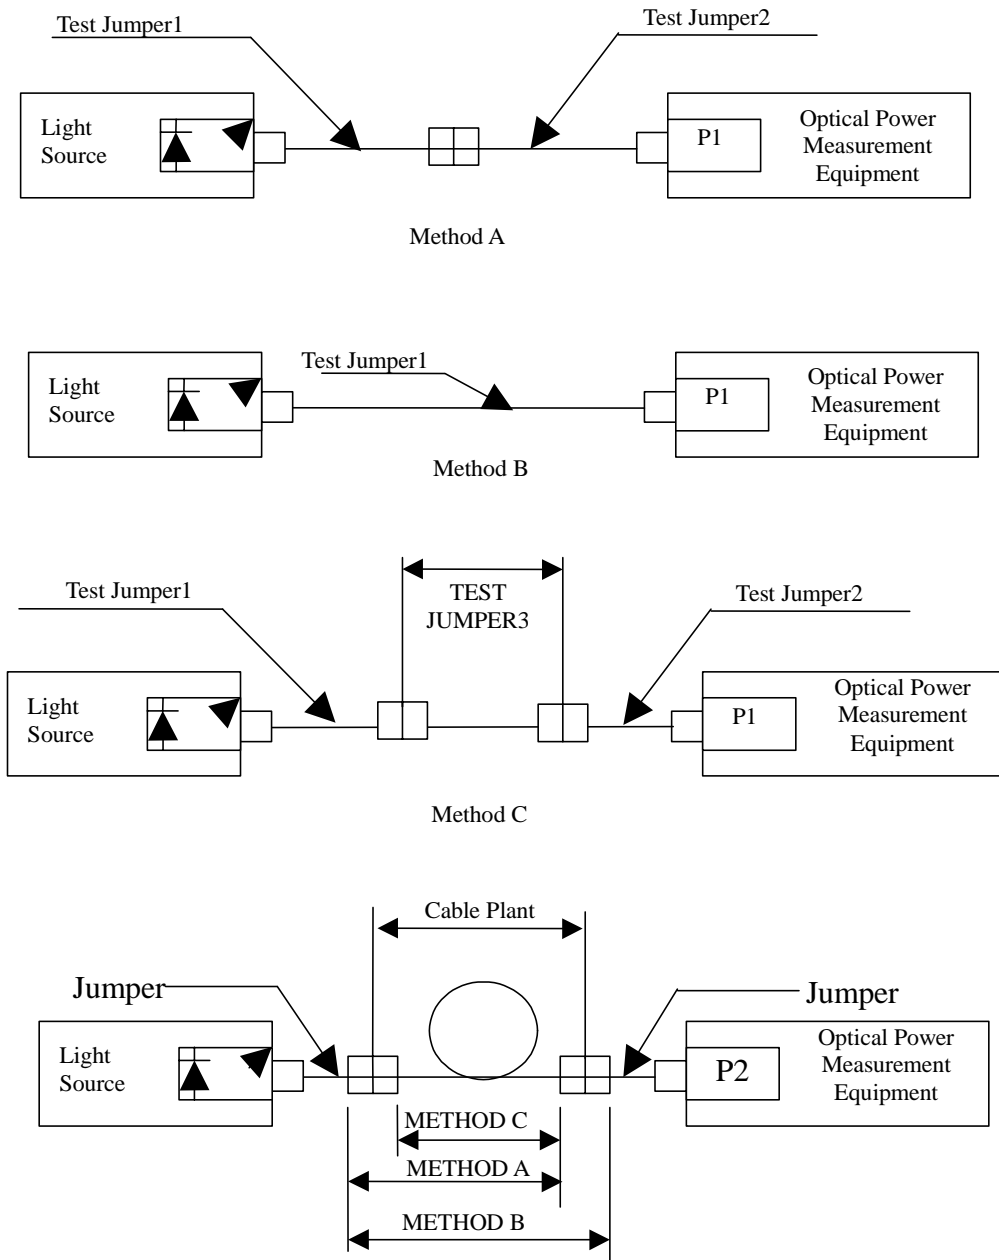 Test Jumper1
Test Jumper2
Light
Source
P1
Optical Power
Measurement
Equipment
Method A
Light
Source
Test Jumper1
P1
Optical Power
Measurement
Equipment
Method B
Test Jumper1
TEST
JUMPER3
Test Jumper2
Light
Source
P1
Optical Power
Measurement
Equipment
Method C
Cable Plant
Jumper
Jumper
Light
Source
P2
Optical Power
Measurement
Equipment
METHOD C
METHOD A
METHOD B